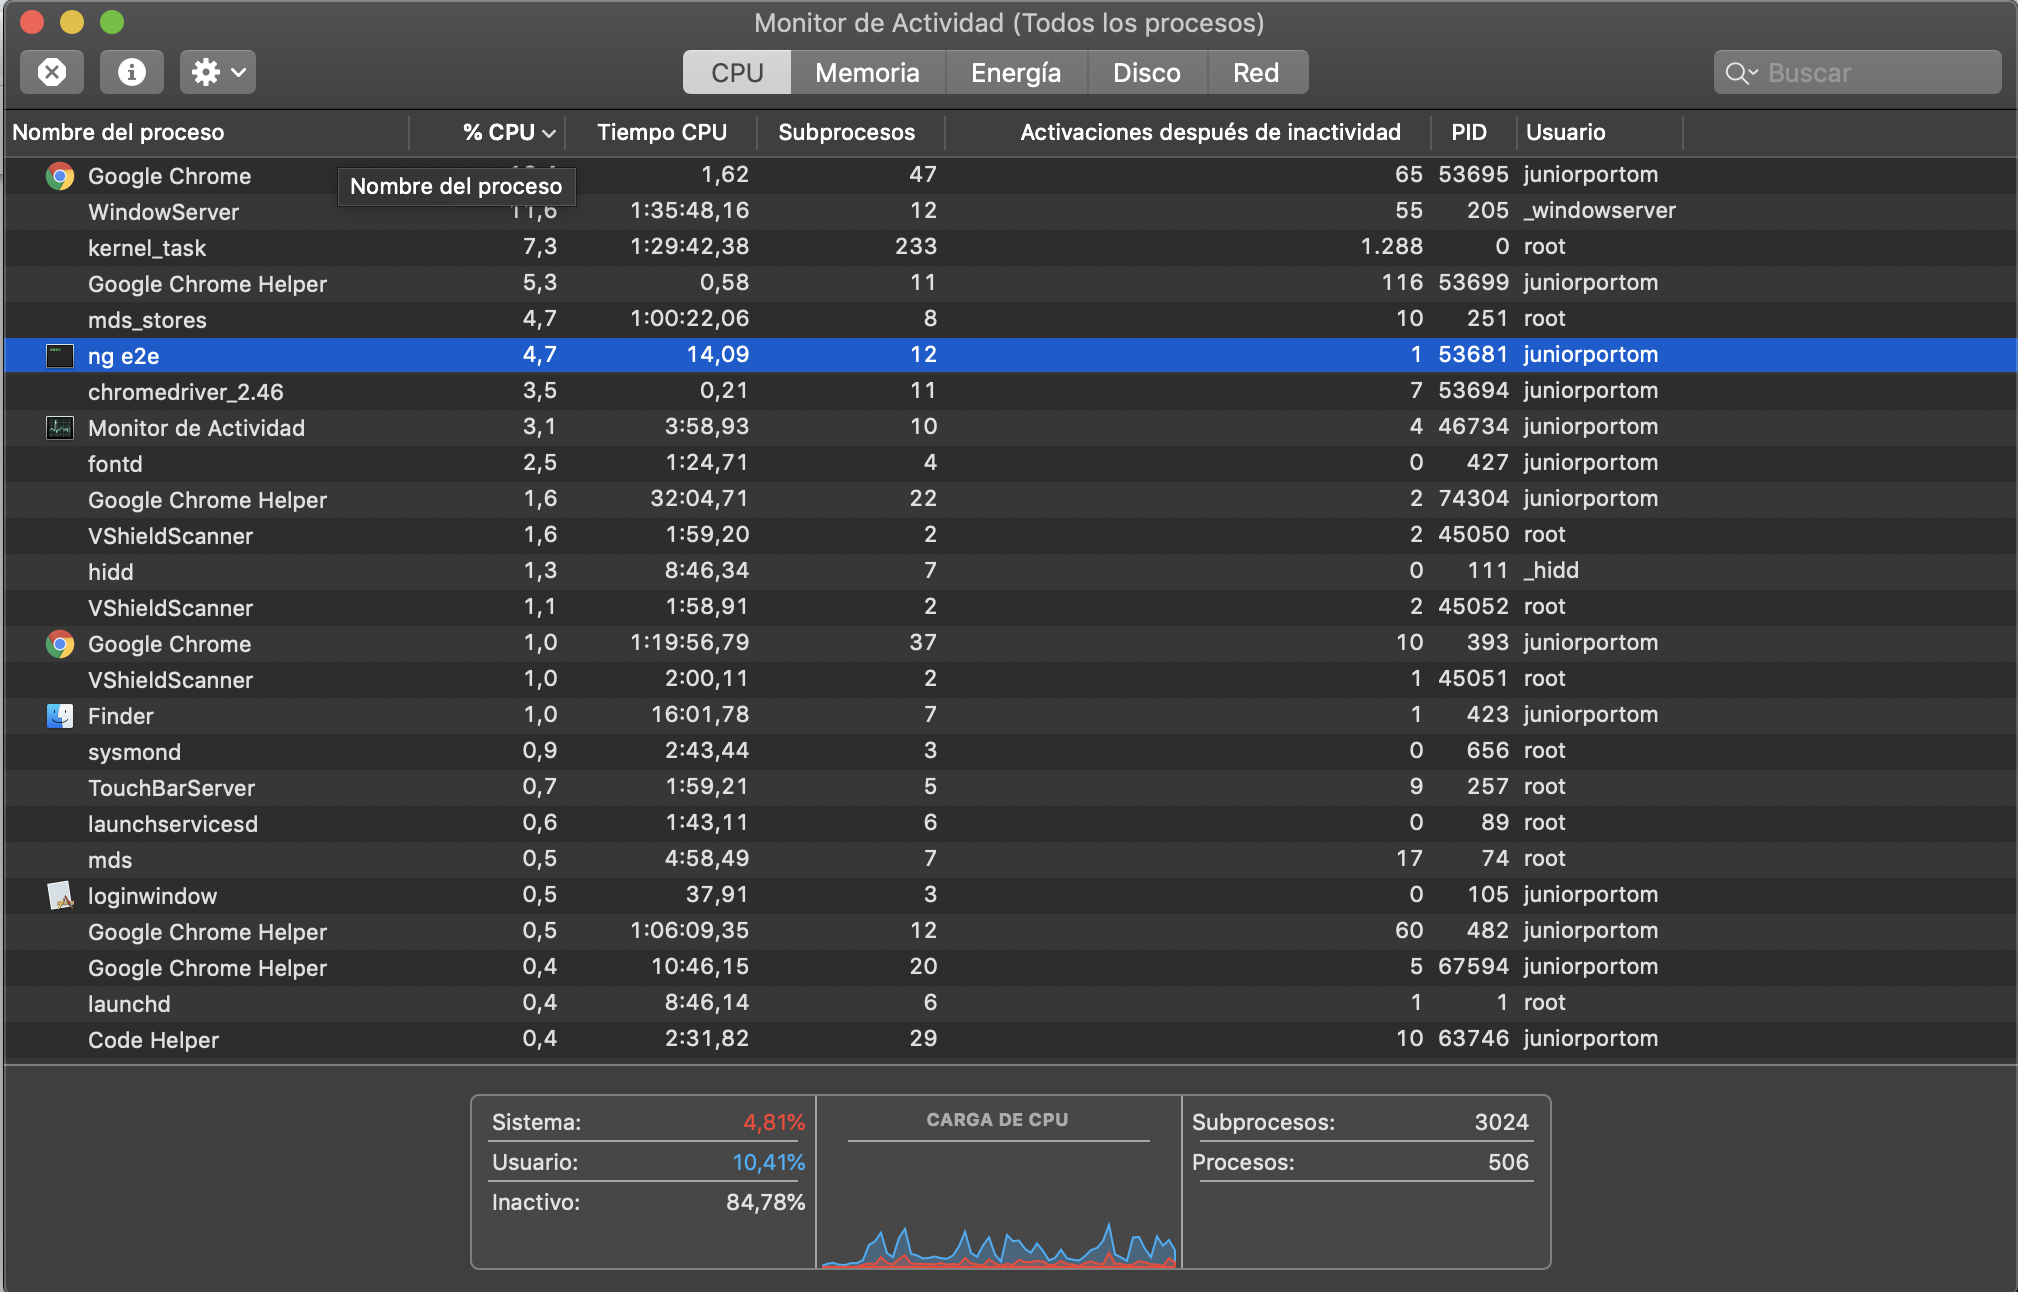 Monitor de Actividad (Todos los procesos)
CPU Memoria Energía Disco Red Buscar
Nombre del proceso % CPU Tiempo CPU Subprocesos Activaciones después de inactividad PID Usuario
Google Chrome 1,62 47 65 53695 juniorportom
Nombre del proceso
WindowServer 11,6 1:35:48,16 12 55 205 _windowserver
kernel_task 7,3 1:29:42,38 233 1.288 0 root
Google Chrome Helper 5,3 0,58 11 116 53699 juniorportom
mds_stores 4,7 1:00:22,06 8 10 251 root
ng e2e 4,7 14,09 12 1 53681 juniorportom
chromedriver_2.46 3,5 0,21 11 7 53694 juniorportom
Monitor de Actividad 3,1 3:58,93 10 4 46734 juniorportom
fontd 2,5 1:24,71 4 0 427 juniorportom
Google Chrome Helper 1,6 32:04,71 22 2 74304 juniorportom
VShieldScanner 1,6 1:59,20 2 2 45050 root
hidd 1,3 8:46,34 7 0 111 _hidd
VShieldScanner 1,1 1:58,91 2 2 45052 root
Google Chrome 1,0 1:19:56,79 37 10 393 juniorportom
VShieldScanner 1,0 2:00,11 2 1 45051 root
Finder 1,0 16:01,78 7 1 423 juniorportom
sysmond 0,9 2:43,44 3 0 656 root
TouchBarServer 0,7 1:59,21 5 9 257 root
launchservicesd 0,6 1:43,11 6 0 89 root
mds 0,5 4:58,49 7 17 74 root
loginwindow 0,5 37,91 3 0 105 juniorportom
Google Chrome Helper 0,5 1:06:09,35 12 60 482 juniorportom
Google Chrome Helper 0,4 10:46,15 20 5 67594 juniorportom
launchd 0,4 8:46,14 6 1 1 root
Code Helper 0,4 2:31,82 29 10 63746 juniorportom
Sistema: 4,81% CARGA DE CPU Subprocesos: 3024
Usuario: 10,41% Procesos: 506
Inactivo: 84,78%